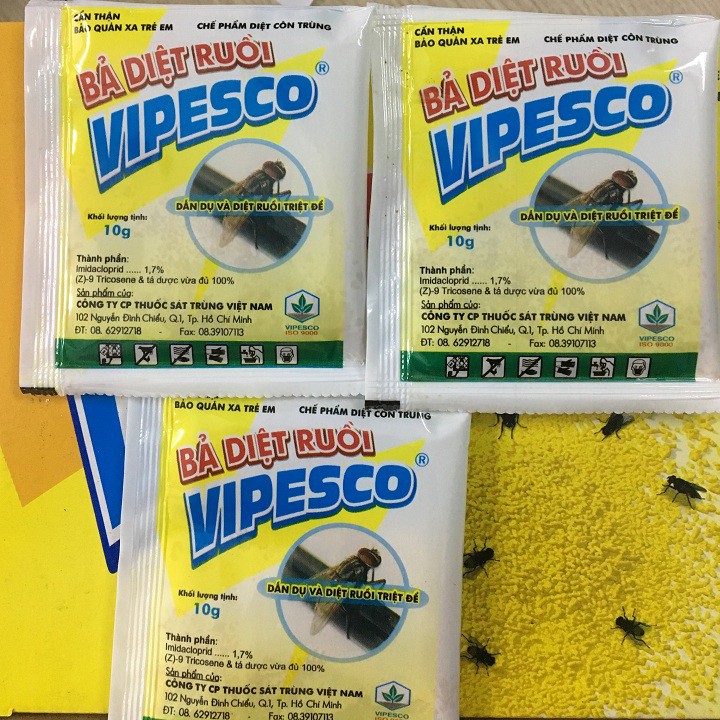 CẨN THẬN
BẢO QUẢN XA TRẺ EM
CHẾ PHẨM DIỆT CÔN TRÙNG
BẢ DIỆT RUỒI
VIPESCO®
DẪN DỤ VÀ DIỆT RUỒI TRIỆT ĐỂ
Khối lượng tịnh:
10g
Thành phần:
Imidacloprid ...... 1,7%
(Z)-9 Tricosene & tá dược vừa đủ 100%
Sản phẩm của:
CÔNG TY CP THUỐC SÁT TRÙNG VIỆT NAM
102 Nguyễn Đình Chiểu, Q.1, Tp. Hồ Chí Minh
ĐT: 08. 62912718 - Fax: 08.39107113
VIPESCO
ISO 9000
CẨN THẬN
BẢO QUẢN XA TRẺ EM
CHẾ PHẨM DIỆT CÔN TRÙNG
BẢ DIỆT RUỒI
VIPESCO®
DẪN DỤ VÀ DIỆT RUỒI TRIỆT ĐỂ
Khối lượng tịnh:
10g
Thành phần:
Imidacloprid ...... 1,7%
(Z)-9 Tricosene & tá dược vừa đủ 100%
Sản phẩm của:
CÔNG TY CP THUỐC SÁT TRÙNG VIỆT NAM
102 Nguyễn Đình Chiểu, Q.1, Tp. Hồ Chí Minh
ĐT: 08. 62912718 - Fax: 08.39107113
VIPESCO
ISO 9000
BẢO QUẢN XA TRẺ EM
CHẾ PHẨM DIỆT CÔN TRÙNG
BẢ DIỆT RUỒI
VIPESCO®
DẪN DỤ VÀ DIỆT RUỒI TRIỆT ĐỂ
Khối lượng tịnh:
10g
Thành phần:
Imidacloprid ...... 1,7%
(Z)-9 Tricosene & tá dược vừa đủ 100%
Sản phẩm của:
CÔNG TY CP THUỐC SÁT TRÙNG VIỆT NAM
102 Nguyễn Đình Chiểu, Q.1, Tp. Hồ Chí Minh
ĐT: 08. 62912718 - Fax: 08.39107113
VIPESCO